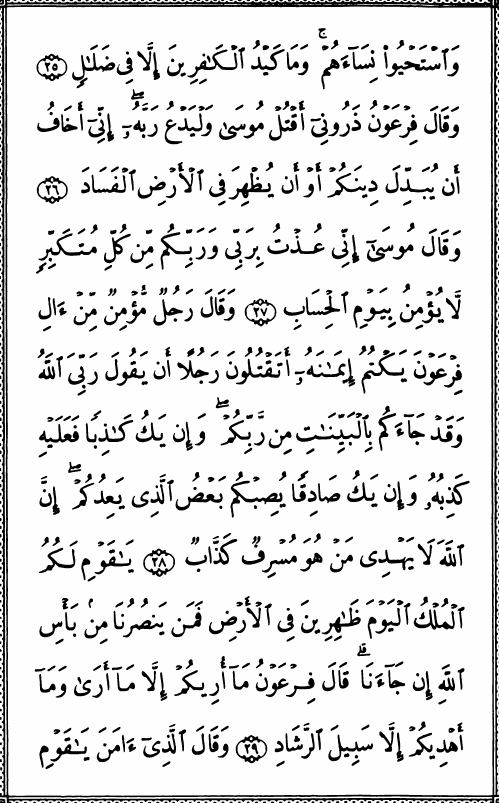 وَٱسْتَحْيُوا۟ نِسَآءَهُمْ ۚ وَمَا كَيْدُ ٱلْكَـٰفِرِينَ إِلَّا فِى ضَلَـٰلٍ ٢٥
وَقَالَ فِرْعَوْنُ ذَرُونِىٓ أَقْتُلْ مُوسَىٰ وَلْيَدْعُ رَبَّهُۥٓ ۖ إِنِّىٓ أَخَافُ
أَن يُبَدِّلَ دِينَكُمْ أَوْ أَن يُظْهِرَ فِى ٱلْأَرْضِ ٱلْفَسَادَ ٢٦
وَقَالَ مُوسَىٰٓ إِنِّى عُذْتُ بِرَبِّى وَرَبِّكُم مِّن كُلِّ مُتَكَبِّرٍ
لَّا يُؤْمِنُ بِيَوْمِ ٱلْحِسَابِ ٢٧ وَقَالَ رَجُلٌ مُّؤْمِنٌ مِّنْ ءَالِ
فِرْعَوْنَ يَكْتُمُ إِيمَـٰنَهُۥٓ أَتَقْتُلُونَ رَجُلًا أَن يَقُولَ رَبِّىَ ٱللَّهُ
وَقَدْ جَآءَكُم بِٱلْبَيِّنَـٰتِ مِن رَّبِّكُمْ ۖ وَإِن يَكُ كَـٰذِبًا فَعَلَيْهِ
كَذِبُهُۥ وَإِن يَكُ صَادِقًا يُصِبْكُم بَعْضُ ٱلَّذِى يَعِدُكُمْ ۖ إِنَّ
ٱللَّهَ لَا يَهْدِى مَنْ هُوَ مُسْرِفٌ كَذَّابٌ ٢٨ يَـٰقَوْمِ لَكُمُ
ٱلْمُلْكُ ٱلْيَوْمَ ظَـٰهِرِينَ فِى ٱلْأَرْضِ فَمَن يَنصُرُنَا مِنۢ بَأْسِ
ٱللَّهِ إِن جَآءَنَا ۚ قَالَ فِرْعَوْنُ مَآ أُرِيكُمْ إِلَّا مَآ أَرَىٰ وَمَآ
أَهْدِيكُمْ إِلَّا سَبِيلَ ٱلرَّشَادِ ٢٩ وَقَالَ ٱلَّذِىٓ ءَامَنَ يَـٰقَوْمِ